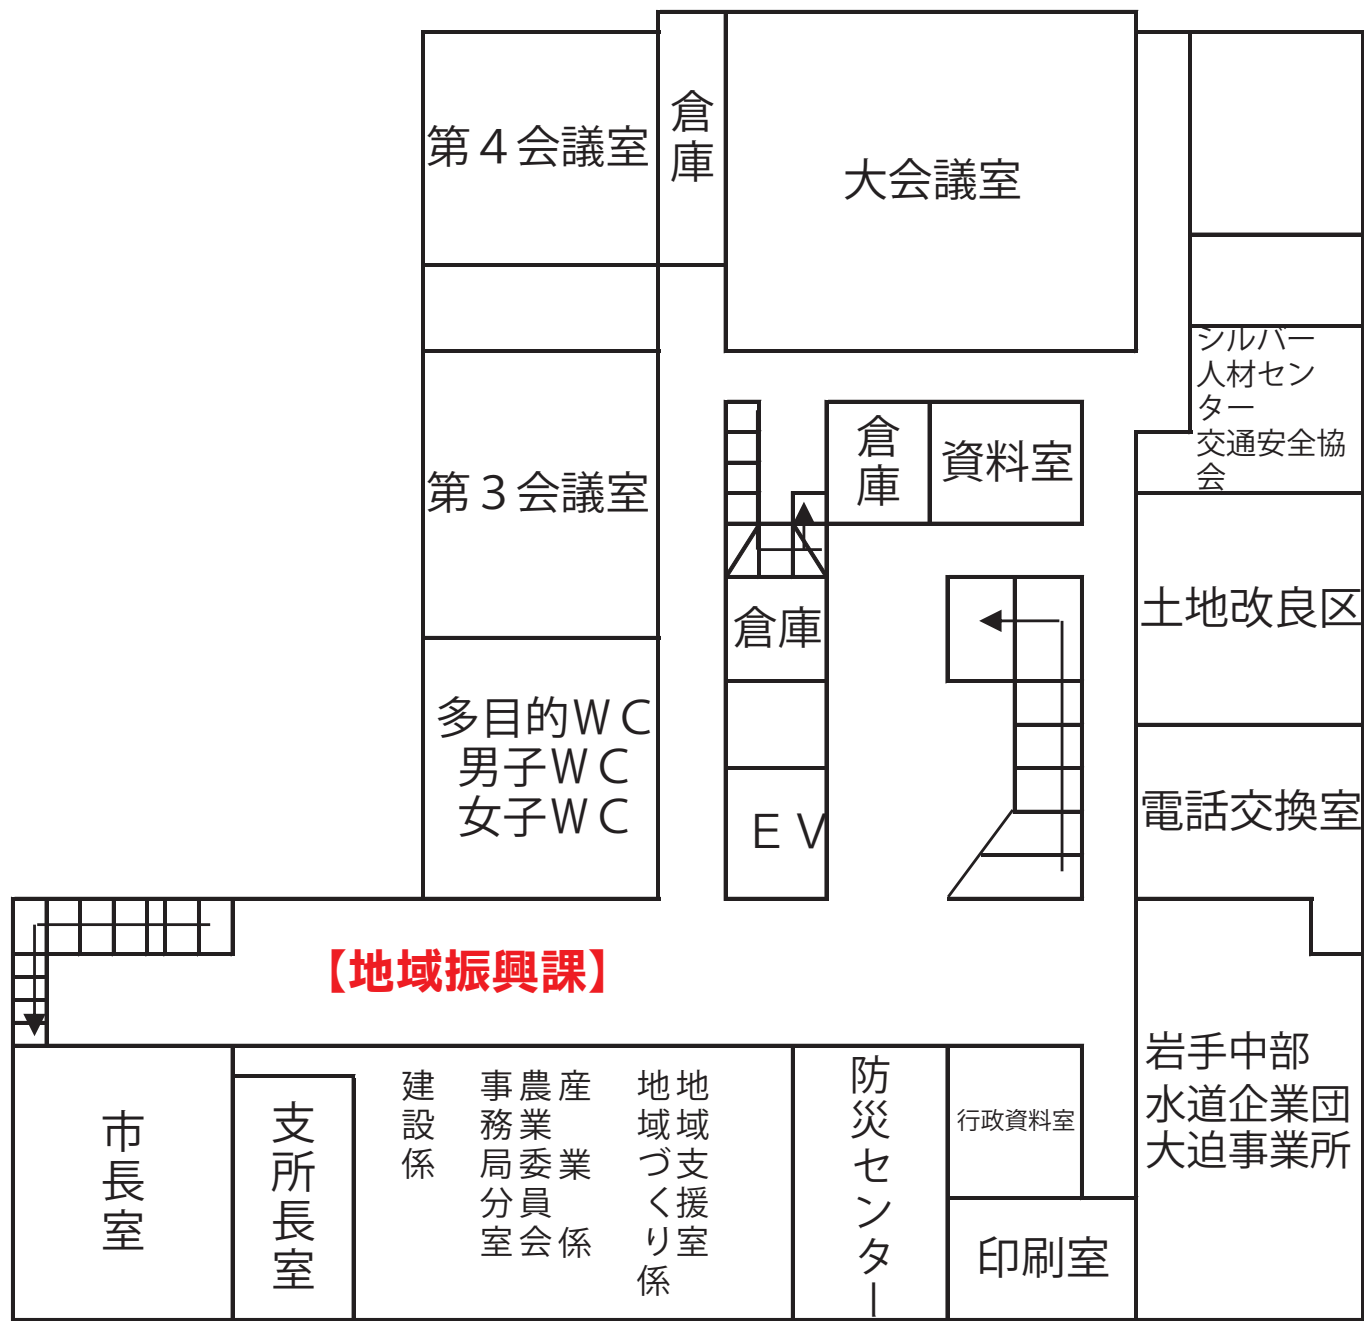 第４会議室
倉庫
大会議室
シルバー
人材セン
ター
交通安全協
会
第３会議室
倉庫
資料室
倉庫
土地改良区
多目的ＷＣ
男子ＷＣ
女子ＷＣ
ＥＶ
電話交換室
【地域振興課】
岩手中部
水道企業団
大迫事業所
市長室
支所長室
建設係
産業係
農業委員会
事務局分室
地域支援室
地域づくり係
防災センター
行政資料室
印刷室